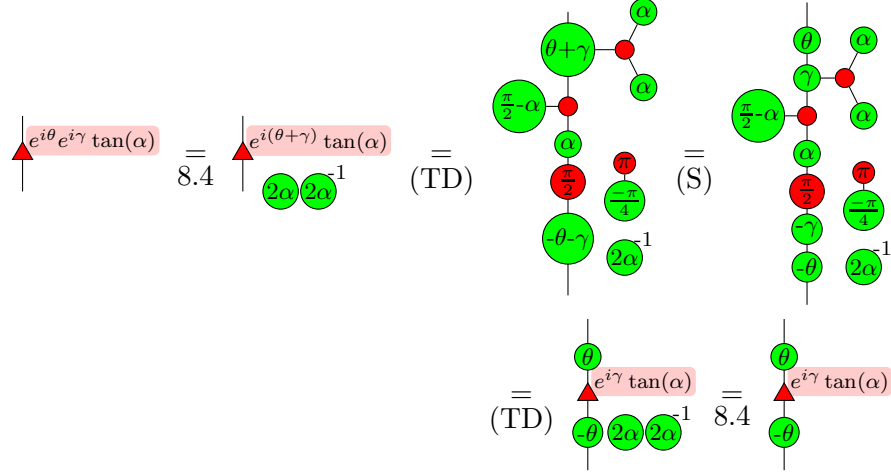 e^{iθ}e^{iγ} tan(α)
=
8.4
e^{i(θ+γ)} tan(α)
2α 2α^{-1}
=
(TD)
α
θ+γ
α
π/2-α
α
π/2
π
-π/4
-θ-γ
2α^{-1}
=
(S)
θ
α
γ
α
π/2-α
α
π/2
π
-π/4
-γ
-θ
2α^{-1}
=
(TD)
θ
e^{iγ} tan(α)
-θ 2α 2α^{-1}
=
8.4
θ
e^{iγ} tan(α)
-θ